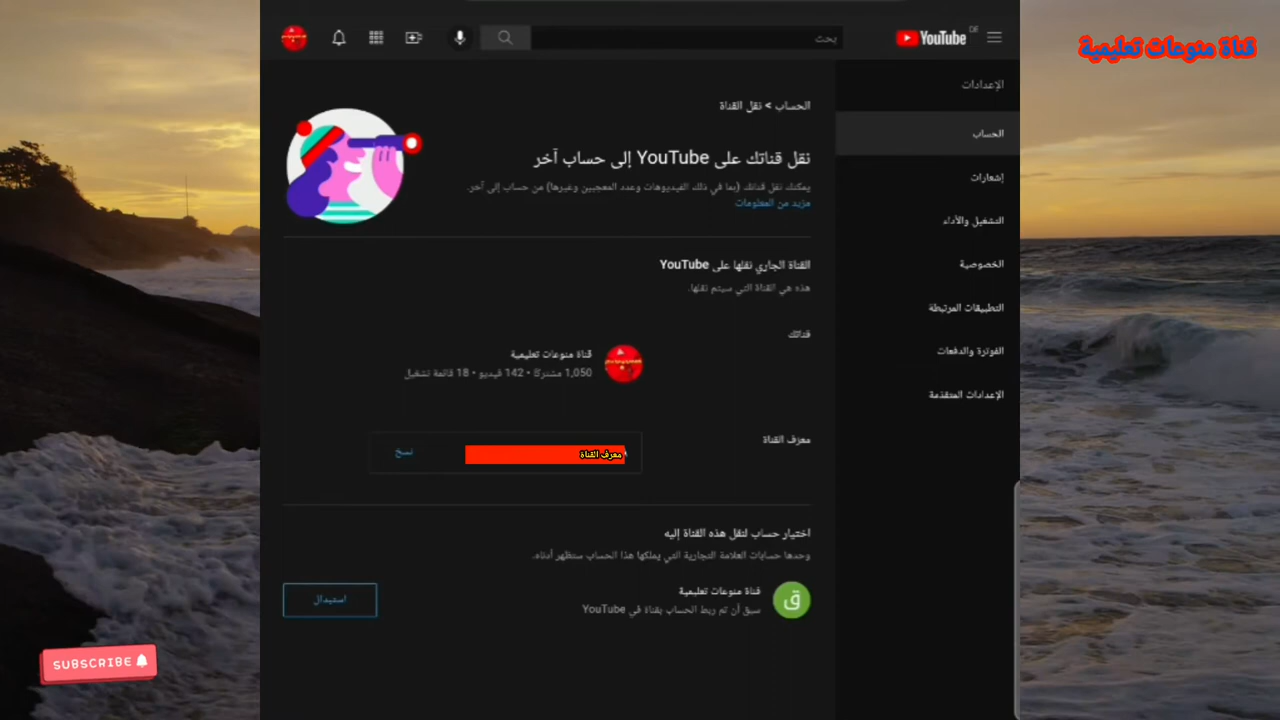 قناة منوعات تعليمية
YouTube DE
بحث
الإعدادات
الحساب
إشعارات
التشغيل والأداء
الخصوصية
التطبيقات المرتبطة
الفوترة والدفعات
الإعدادات المتقدمة
الحساب > نقل القناة
نقل قناتك على YouTube إلى حساب آخر
يمكنك نقل قناتك (بما في ذلك الفيديوهات وعدد المعجبين وغيرها) من حساب إلى آخر.
مزيد من المعلومات
القناة الجاري نقلها على YouTube
هذه هي القناة التي سيتم نقلها.
قناتك
قناة منوعات تعليمية
1,050 مشتركًا • 142 فيديو • 18 قائمة تشغيل
معرف القناة
معرف القناة
نسخ
اختيار حساب لنقل هذه القناة إليه
وحدها حسابات العلامة التجارية التي يملكها هذا الحساب ستظهر أدناه.
ق
قناة منوعات تعليمية
سبق أن تم ربط الحساب بقناة في YouTube
استبدال
SUBSCRIBE